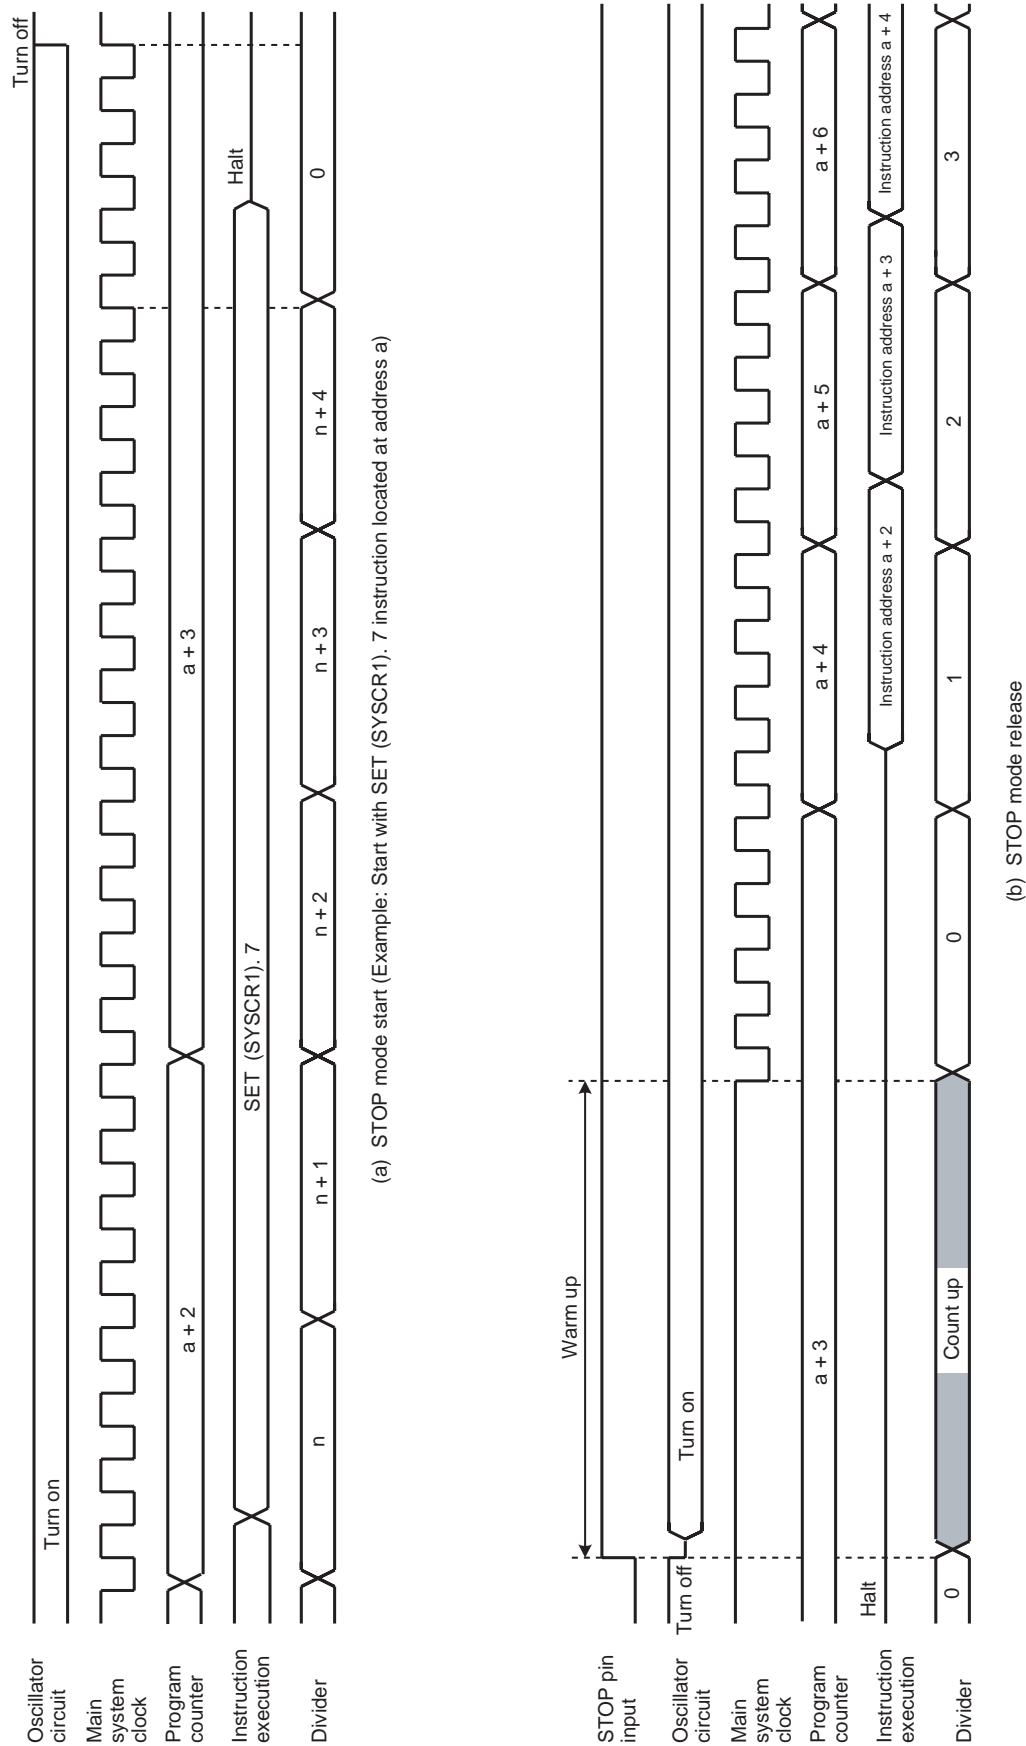 Oscillator
circuit
Turn on
Turn off
Main
system
clock
Program
counter
a + 2
a + 3
Instruction
execution
SET (SYSCR1). 7
Halt
Divider
n
n + 1
n + 2
n + 3
n + 4
0
(a) STOP mode start (Example: Start with SET (SYSCR1). 7 instruction located at address a)
Warm up
STOP pin
input
Oscillator
circuit
Turn off
Turn on
Main
system
clock
Program
counter
a + 3
a + 4
a + 5
a + 6
Instruction
execution
Halt
Instruction address a + 2
Instruction address a + 3
Instruction address a + 4
Divider
0
Count up
0
1
2
3
(b) STOP mode release